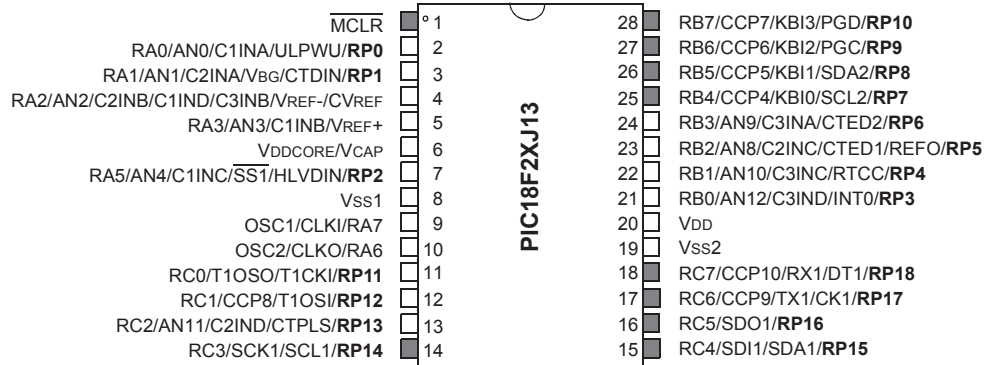 MCLR 1
RA0/AN0/C1INA/ULPWU/RP0 2
RA1/AN1/C2INA/VBG/CTDIN/RP1 3
RA2/AN2/C2INB/C1IND/C3INB/VREF-/CVREF 4
RA3/AN3/C1INB/VREF+ 5
VDDCORE/VCAP 6
RA5/AN4/C1INC/SS1/HLVDIN/RP2 7
VSS1 8
OSC1/CLKI/RA7 9
OSC2/CLKO/RA6 10
RC0/T1OSO/T1CKI/RP11 11
RC1/CCP8/T1OSI/RP12 12
RC2/AN11/C2IND/CTPLS/RP13 13
RC3/SCK1/SCL1/RP14 14
PIC18F2XJ13
28 RB7/CCP7/KBI3/PGD/RP10
27 RB6/CCP6/KBI2/PGC/RP9
26 RB5/CCP5/KBI1/SDA2/RP8
25 RB4/CCP4/KBI0/SCL2/RP7
24 RB3/AN9/C3INA/CTED2/RP6
23 RB2/AN8/C2INC/CTED1/REFO/RP5
22 RB1/AN10/C3INC/RTCC/RP4
21 RB0/AN12/C3IND/INT0/RP3
20 VDD
19 VSS2
18 RC7/CCP10/RX1/DT1/RP18
17 RC6/CCP9/TX1/CK1/RP17
16 RC5/SDO1/RP16
15 RC4/SDI1/SDA1/RP15